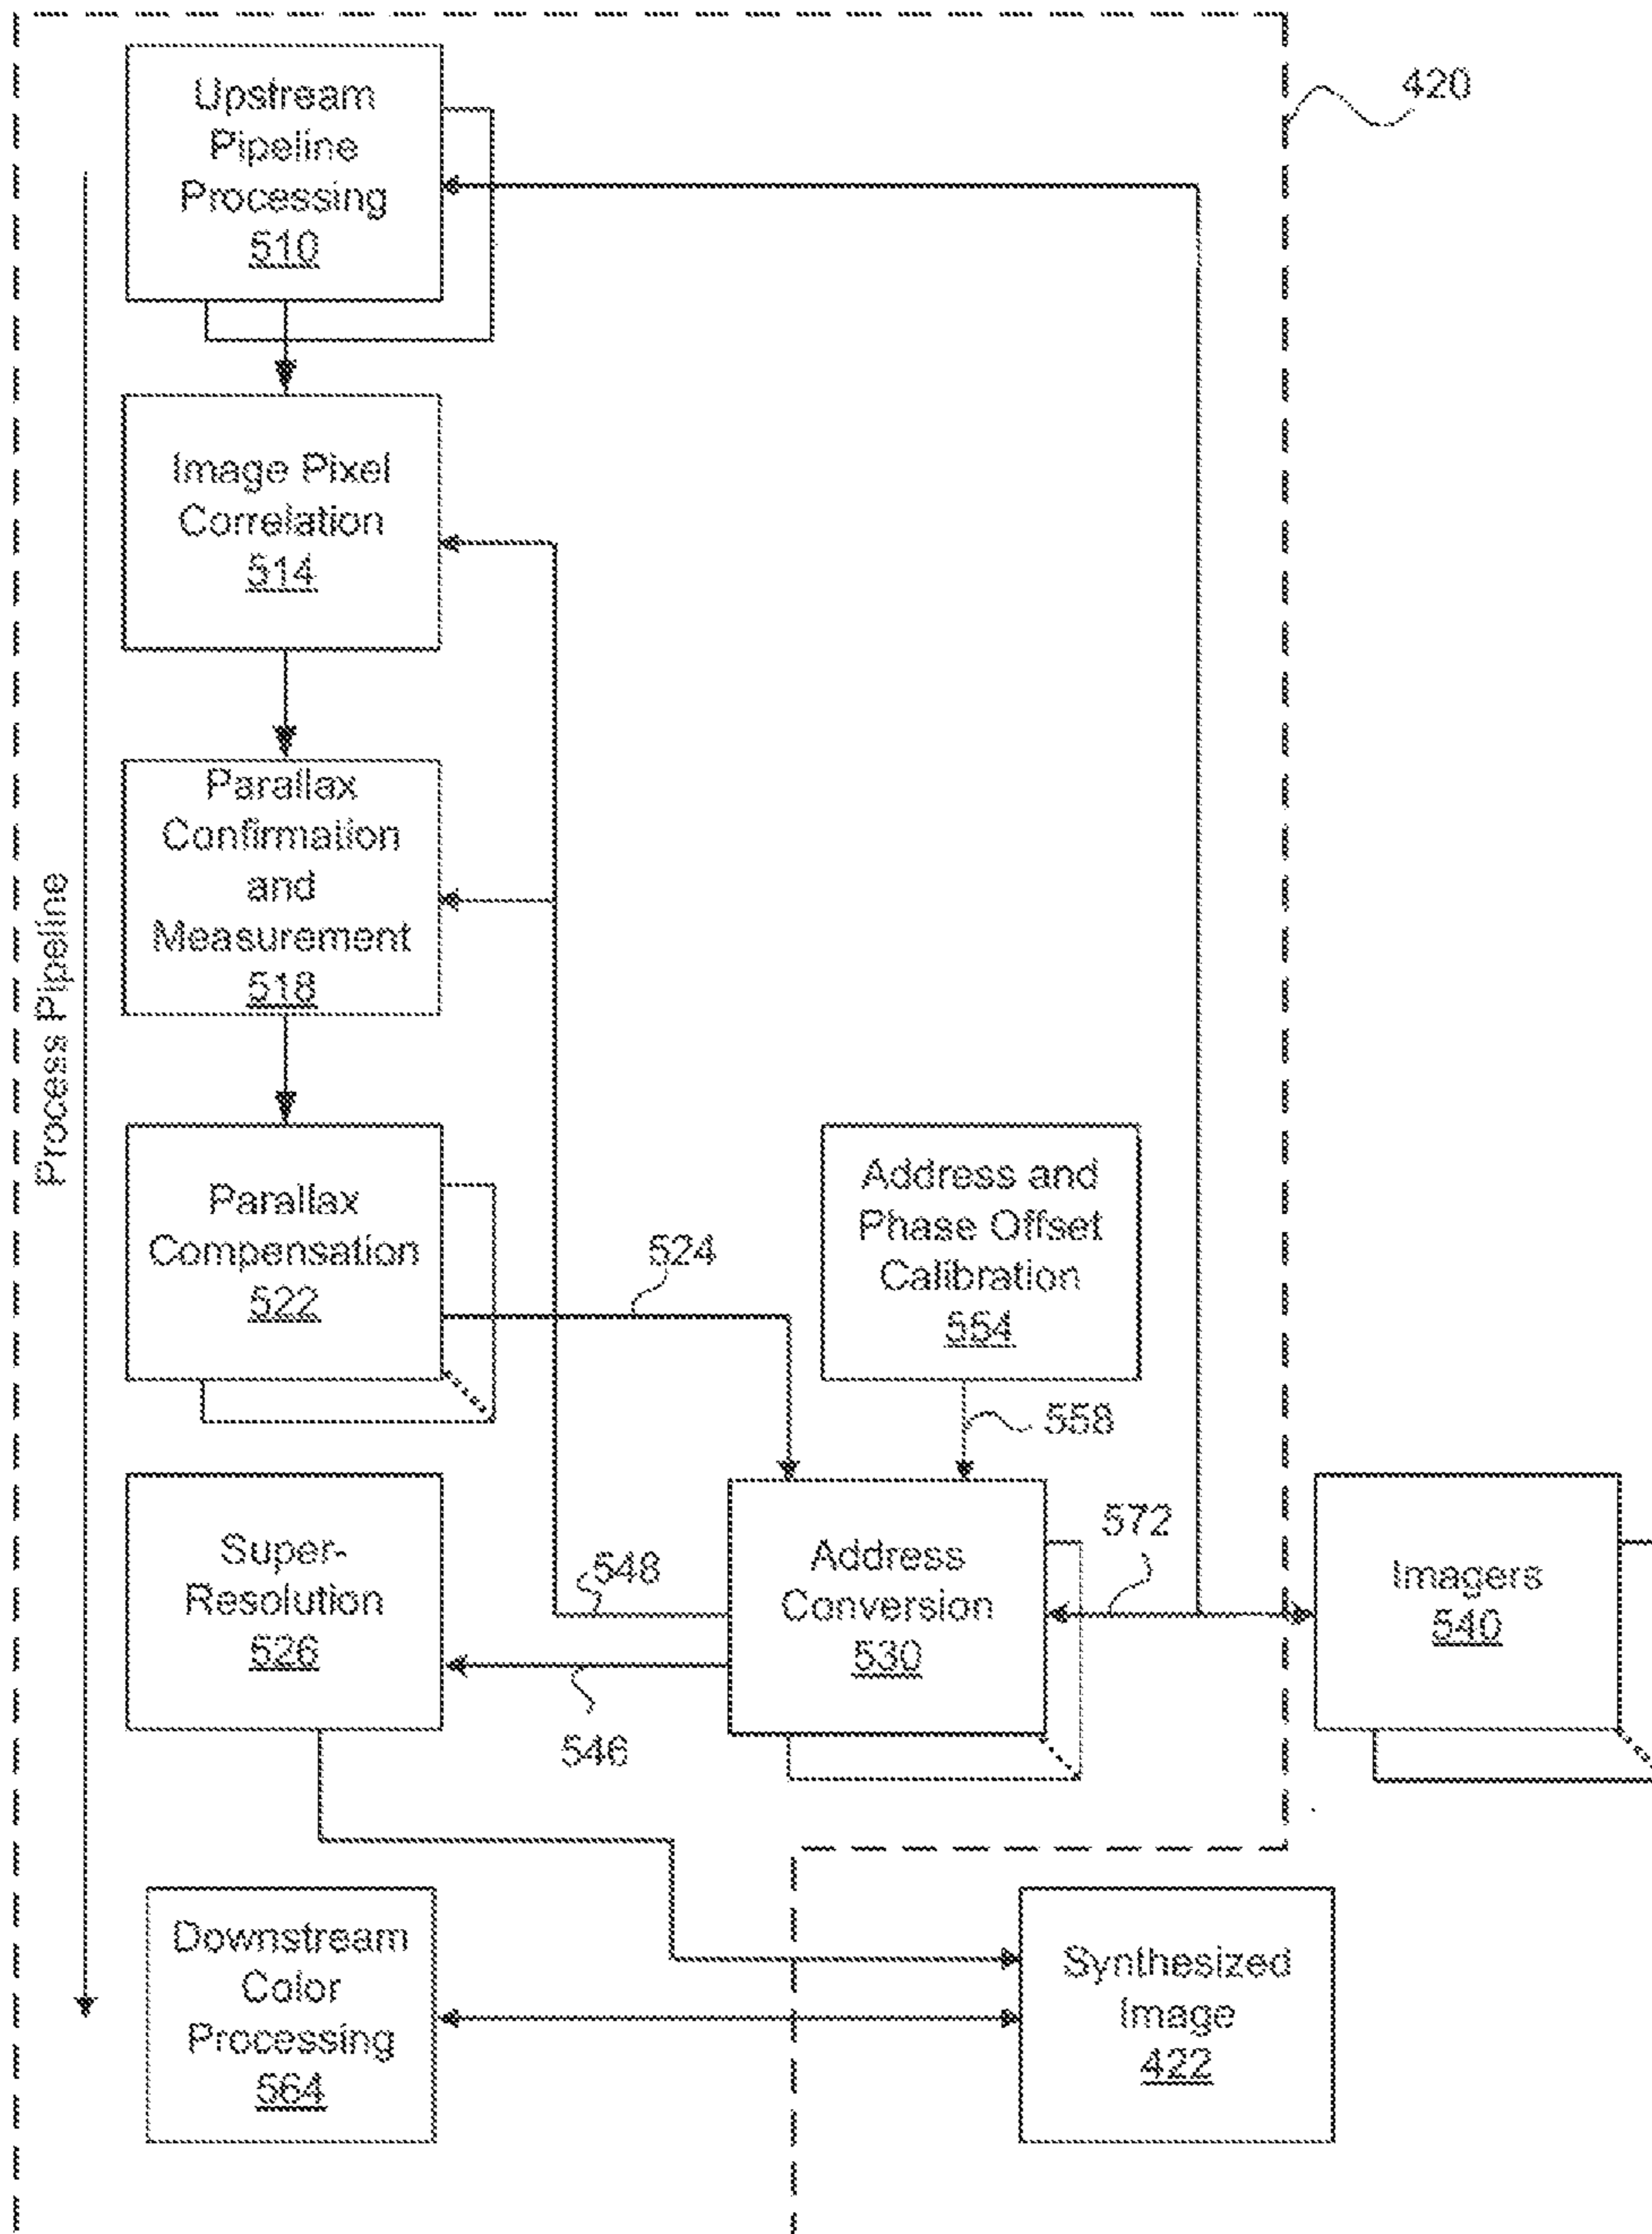 420
Upstream
Pipeline
Processing
510
Image Pixel
Correlation
514
Parallax
Confirmation
and
Measurement
518
Process Pipeline
Parallax
Compensation
522
524
Address and
Phase Offset
Calibration
554
558
Super-
Resolution
526
548
546
Address
Conversion
530
572
Imagers
540
Downstream
Color
Processing
564
Synthesized
Image
422